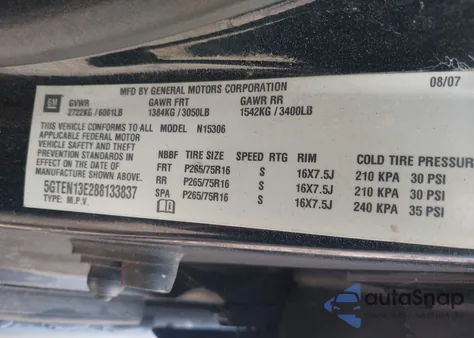 MFD BY GENERAL MOTORS CORPORATION 08/07
GM GVWR GAWR FRT GAWR RR
2722KG / 6001LB 1384KG / 3050LB 1542KG / 3400LB
THIS VEHICLE CONFORMS TO ALL MODEL N15306
APPLICABLE FEDERAL MOTOR
VEHICLE SAFETY AND THEFT NBBF TIRE SIZE SPEED RTG RIM COLD TIRE PRESSURE
PREVENTION STANDARDS IN FRT P265/75R16 S 16X7.5J 210 KPA 30 PSI
EFFECT ON THE DATE OF RR P265/75R16 S 16X7.5J 210 KPA 30 PSI
MANUFACTURE SHOWN ABOVE. SPA P265/75R16 S 16X7.5J 240 KPA 35 PSI
5GTEN13E288133837
TYPE: M.P.V.
autoSnap